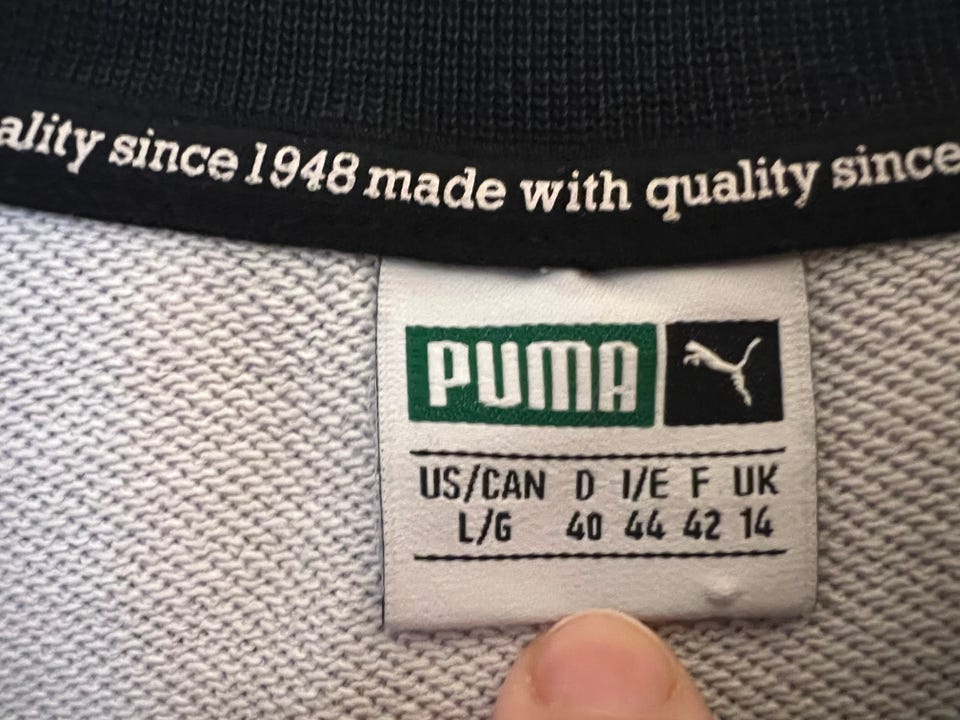 ality since 1948 made with quality since
PUMA
US/CAN D I/E F UK
L/G 40 44 42 14